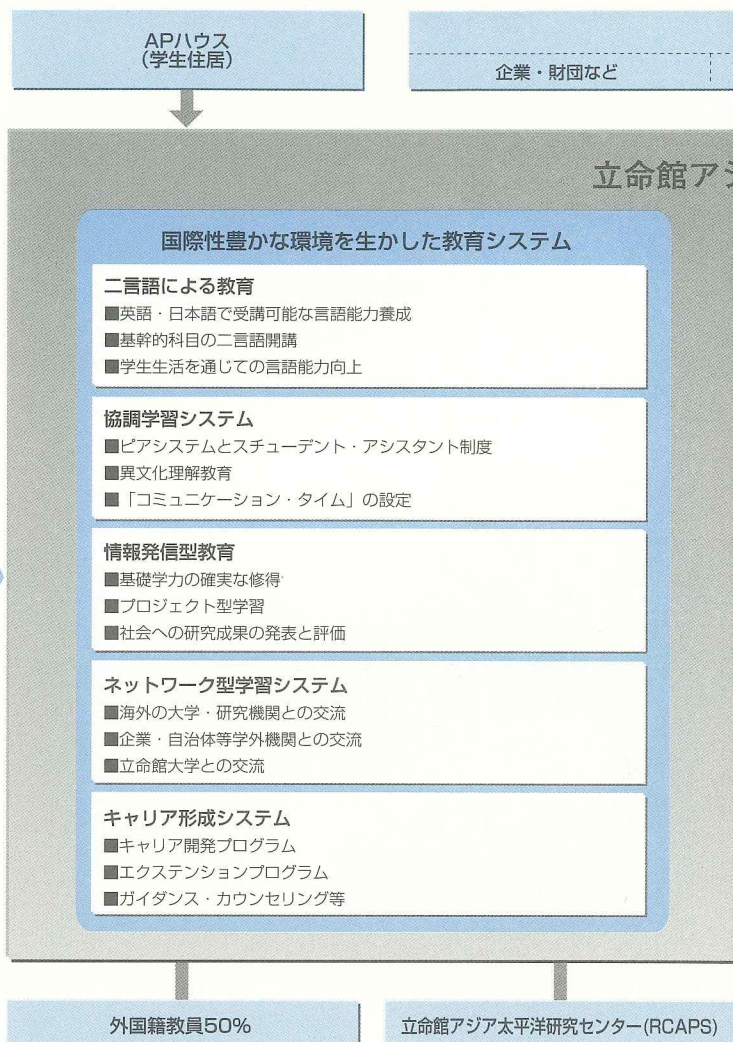 APハウス
(学生住居)
企業・財団など
立命館ア
国際性豊かな環境を生かした教育システム
二言語による教育
■英語・日本語で受講可能な言語能力養成
■基幹的科目の二言語開講
■学生生活を通じての言語能力向上
協調学習システム
■ピアシステムとスチューデント・アシスタント制度
■異文化理解教育
■「コミュニケーション・タイム」の設定
情報発信型教育
■基礎学力の確実な修得
■プロジェクト型学習
■社会への研究成果の発表と評価
ネットワーク型学習システム
■海外の大学・研究機関との交流
■企業・自治体等学外機関との交流
■立命館大学との交流
キャリア形成システム
■キャリア開発プログラム
■エクステンションプログラム
■ガイダンス・カウンセリング等
外国籍教員50%
立命館アジア太平洋研究センター(RCAPS)